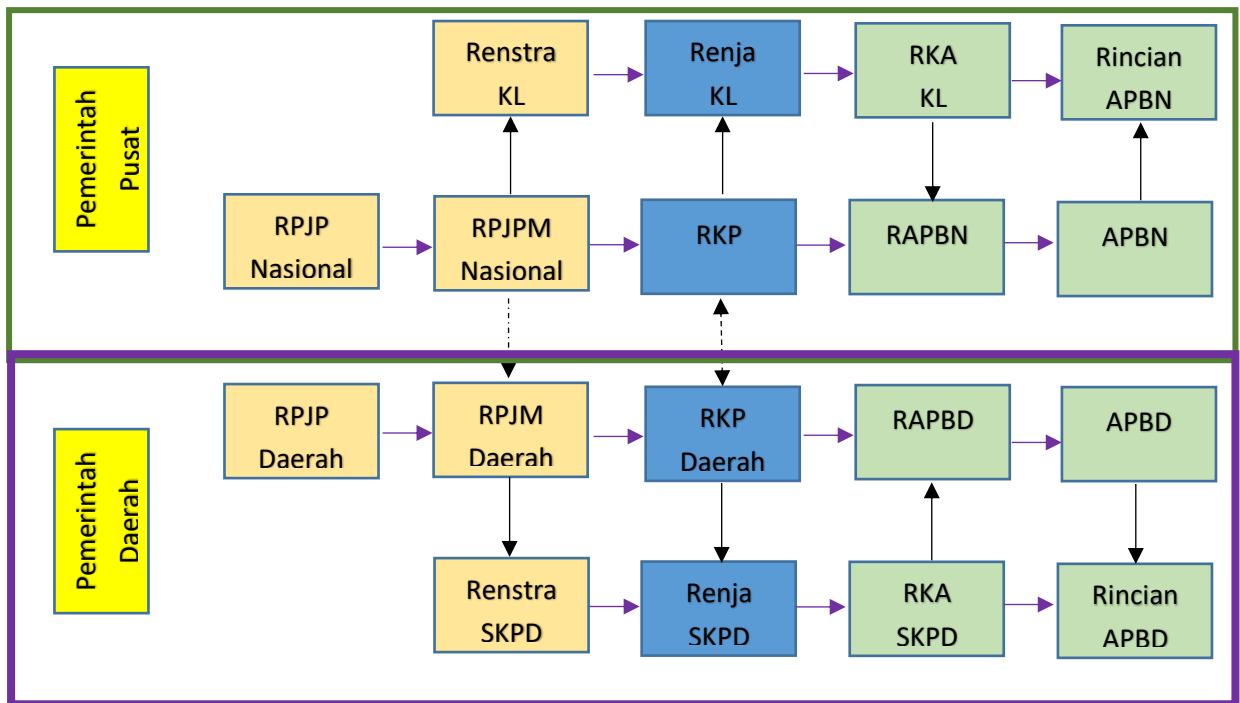 Pemerintah
Pusat
Renstra
KL
Renja
KL
RKA
KL
Rincian
APBN
RPJP
Nasional
RPJPM
Nasional
RKP
RAPBN
APBN
Pemerintah
Daerah
RPJP
Daerah
RPJM
Daerah
RKP
Daerah
RAPBD
APBD
Renstra
SKPD
Renja
SKPD
RKA
SKPD
Rincian
APBD